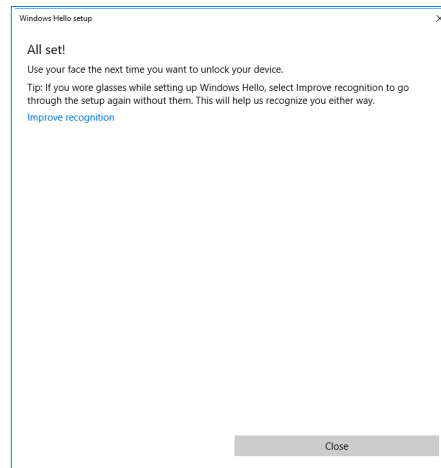 Windows Hello setup
All set!
Use your face the next time you want to unlock your device.
Tip: If you wore glasses while setting up Windows Hello, select Improve recognition to go
through the setup again without them. This will help us recognize you either way.
Improve recognition
Close